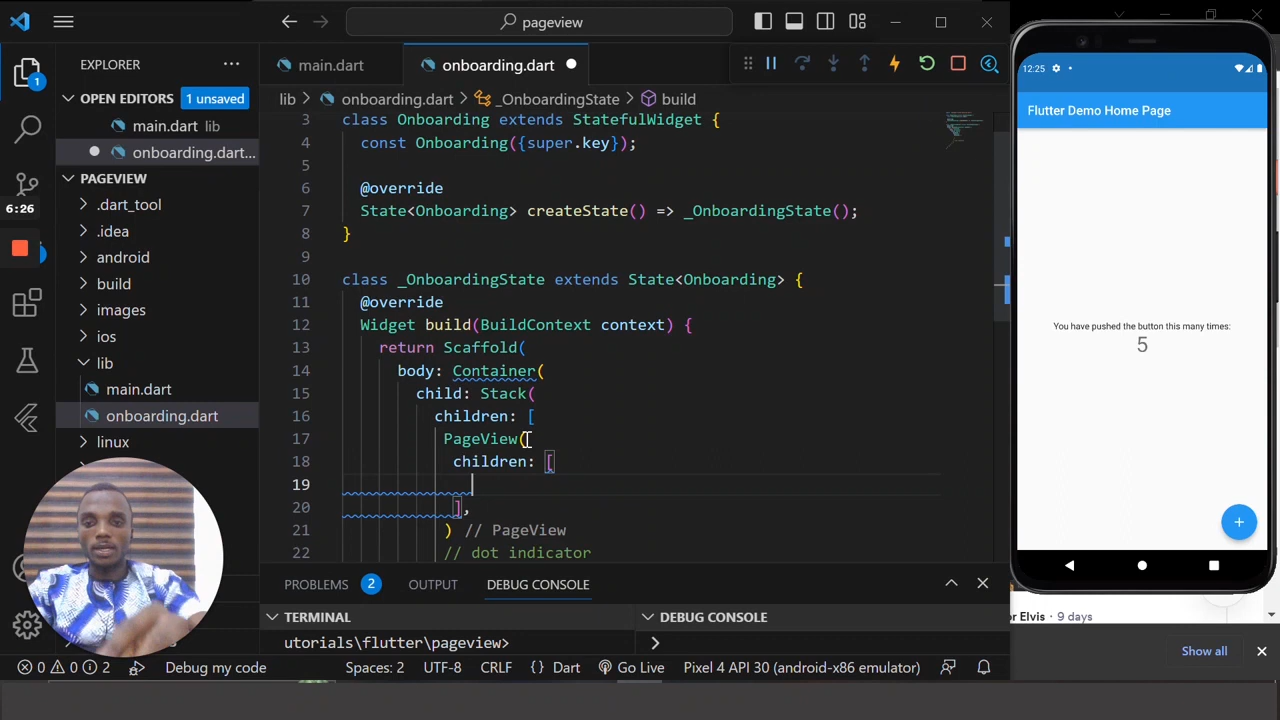 pageview
EXPLORER
main.dart
onboarding.dart
OPEN EDITORS
1 unsaved
main.dart lib
onboarding.dart...
PAGEVIEW
6:26
.dart_tool
.idea
android
build
images
ios
lib
main.dart
onboarding.dart
linux
lib > onboarding.dart > _OnboardingState > build
3 class Onboarding extends StatefulWidget {
4 const Onboarding({super.key});
5
6 @override
7 State<Onboarding> createState() => _OnboardingState();
8 }
9
10 class _OnboardingState extends State<Onboarding> {
11 @override
12 Widget build(BuildContext context) {
13 return Scaffold(
14 body: Container(
15 child: Stack(
16 children: [
17 PageView(
18 children: [
19
20 ],
21 ) // PageView
22 // dot indicator
PROBLEMS 2 OUTPUT DEBUG CONSOLE
TERMINAL
utorials\flutter\pageview>
DEBUG CONSOLE
0 0 2 Debug my code
Spaces: 2 UTF-8 CRLF {} Dart Go Live Pixel 4 API 30 (android-x86 emulator)
12:25
Flutter Demo Home Page
You have pushed the button this many times:
5
+
or Elvis · 9 days
Show all